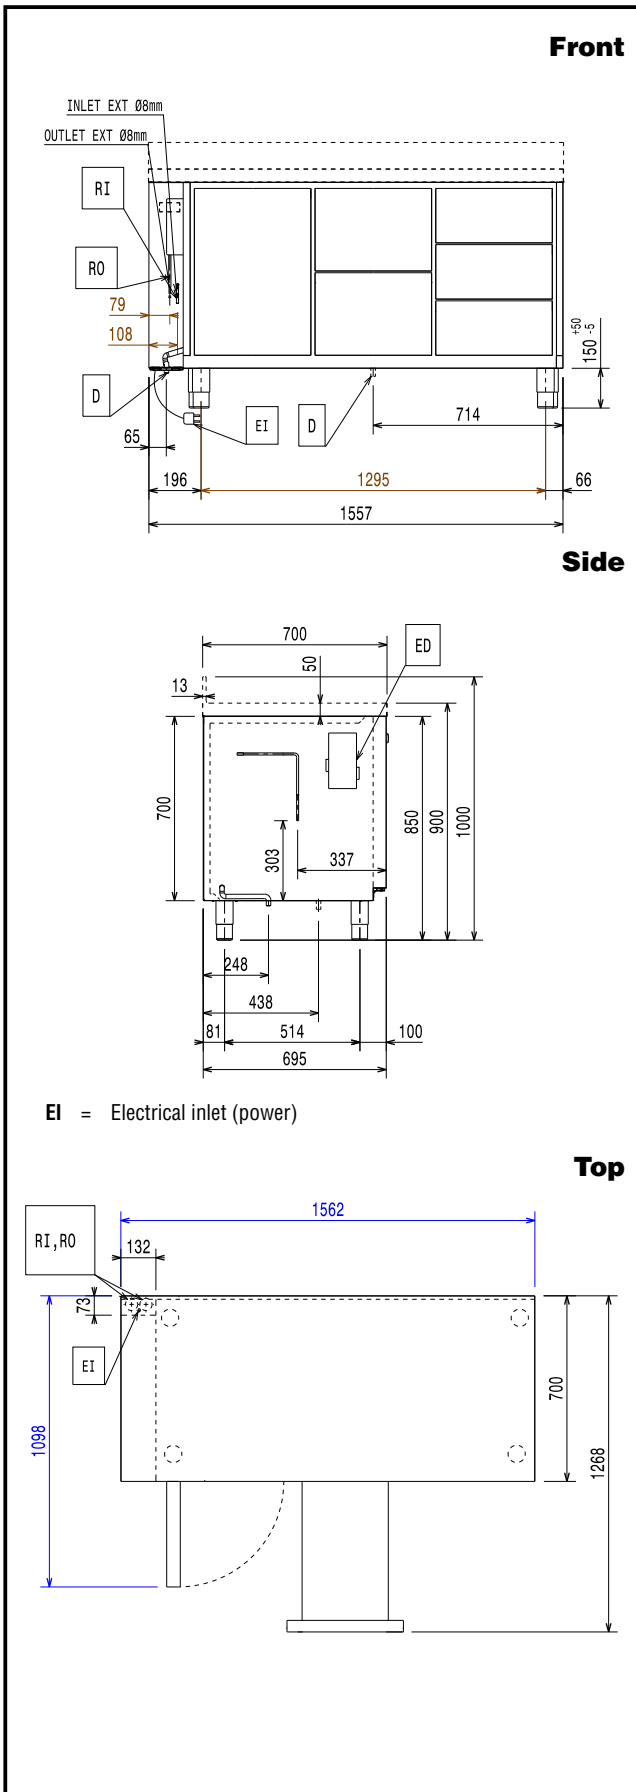 Front
INLET EXT Ø8mm
OUTLET EXT Ø8mm
RI
RO
79
108
D
EI
D
65
714
150 +50 -5
196
1295
66
1557
Side
700
ED
50
13
700
303
337
850
900
1000
248
438
81
514
100
695
EI = Electrical inlet (power)
Top
1562
RI,RO
132
73
EI
700
1098
1268